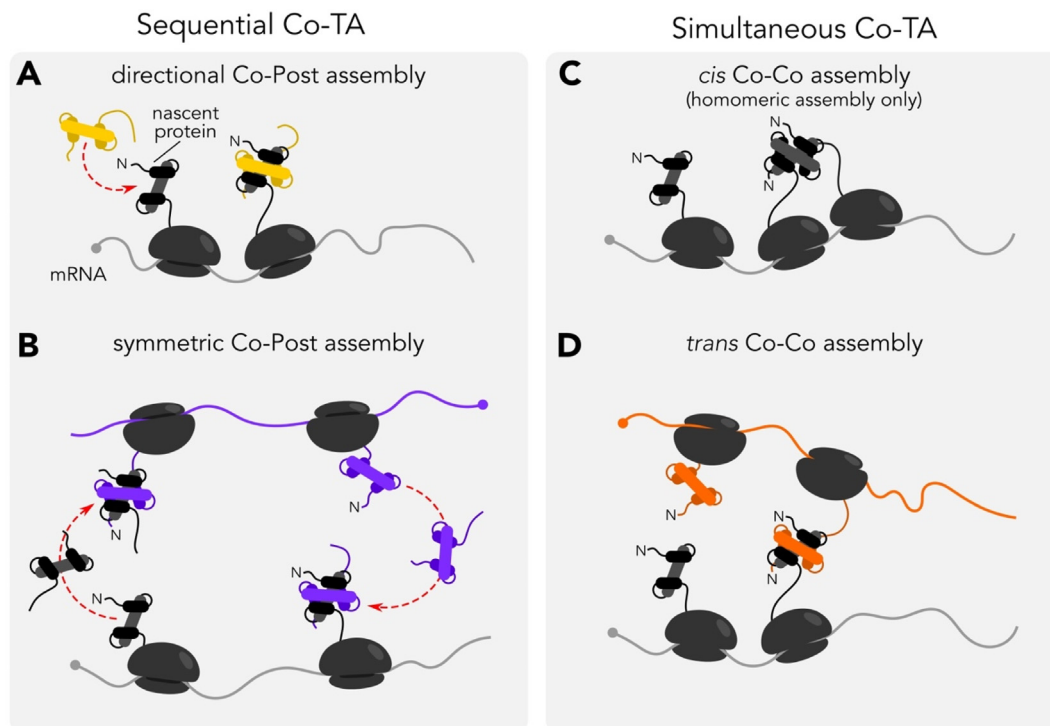 Sequential Co-TA
A
directional Co-Post assembly
nascent
protein
N
N
mRNA
B
symmetric Co-Post assembly
N
N
N
N
Simultaneous Co-TA
C
cis Co-Co assembly
(homomeric assembly only)
N
N
N
D
trans Co-Co assembly
N
N
N
N